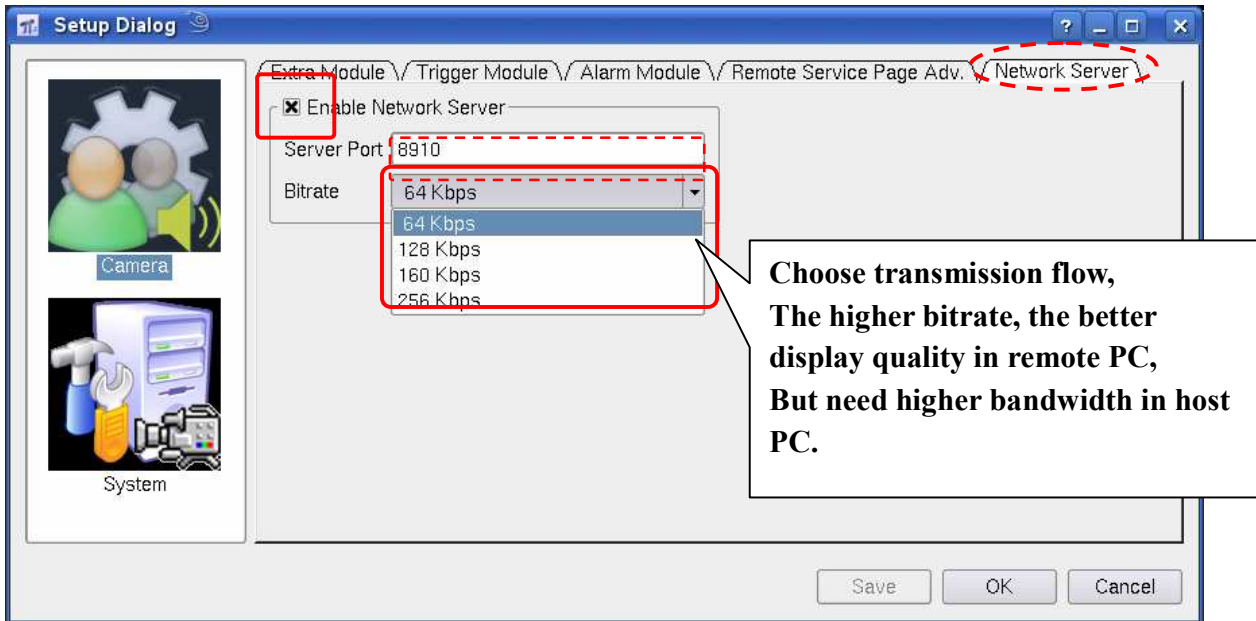 Setup Dialog
Extra Module Trigger Module Alarm Module Remote Service Page Adv. Network Server
Enable Network Server
Server Port 8910
Bitrate 64 Kbps
64 Kbps
128 Kbps
160 Kbps
256 Kbps
Camera
System
Choose transmission flow,
The higher bitrate, the better
display quality in remote PC,
But need higher bandwidth in host
PC.
Save OK Cancel